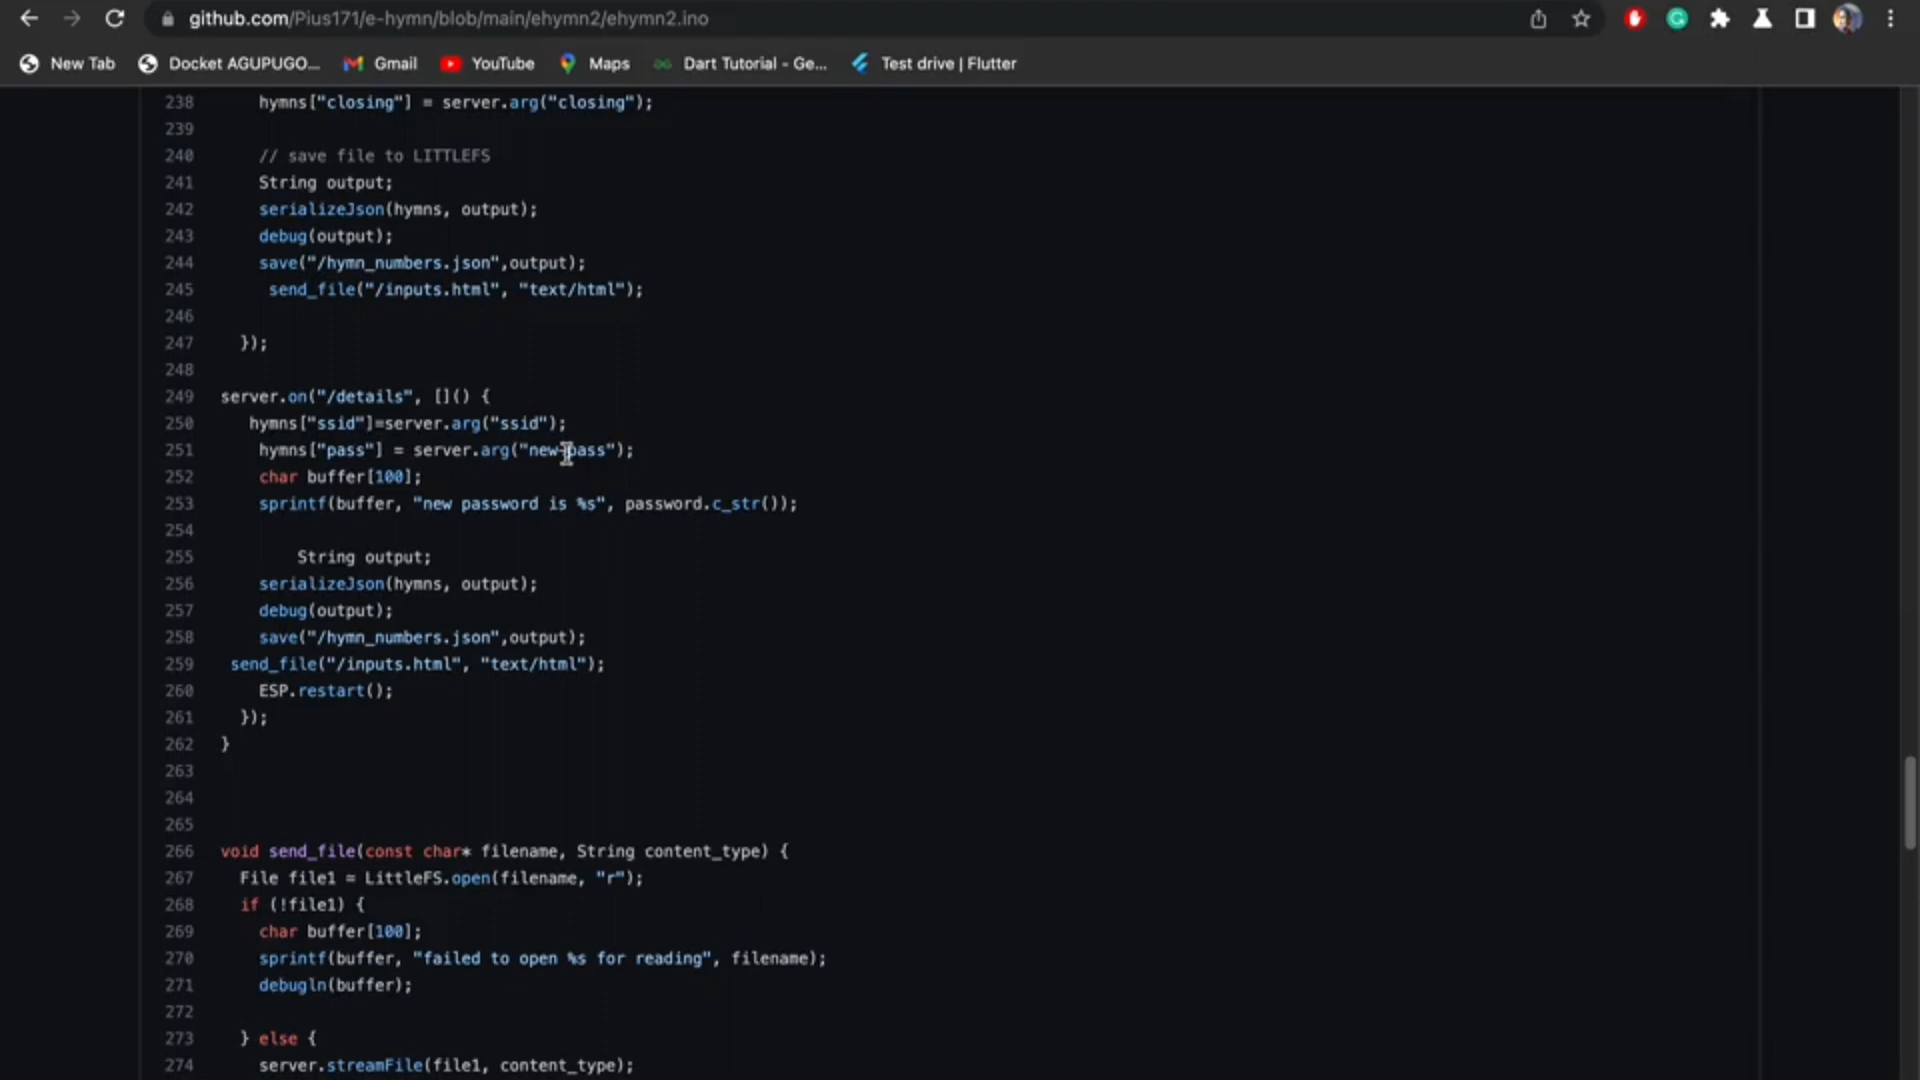 github.com/Pius171/e-hymn/blob/main/ehymn2/ehymn2.ino
New Tab Docket AGUPUGO... Gmail YouTube Maps Dart Tutorial - Ge... Test drive | Flutter
238 hymns["closing"] = server.arg("closing");
239
240 // save file to LITTLEFS
241 String output;
242 serializeJson(hymns, output);
243 debug(output);
244 save("/hymn_numbers.json",output);
245 send_file("/inputs.html", "text/html");
246
247 });
248
249 server.on("/details", []() {
250 hymns["ssid"]=server.arg("ssid");
251 hymns["pass"] = server.arg("new-pass");
252 char buffer[100];
253 sprintf(buffer, "new password is %s", password.c_str());
254
255 String output;
256 serializeJson(hymns, output);
257 debug(output);
258 save("/hymn_numbers.json",output);
259 send_file("/inputs.html", "text/html");
260 ESP.restart();
261 });
262 }
263
264
265
266 void send_file(const char* filename, String content_type) {
267 File file1 = LittleFS.open(filename, "r");
268 if (!file1) {
269 char buffer[100];
270 sprintf(buffer, "failed to open %s for reading", filename);
271 debugln(buffer);
272
273 } else {
274 server.streamFile(file1, content_type);